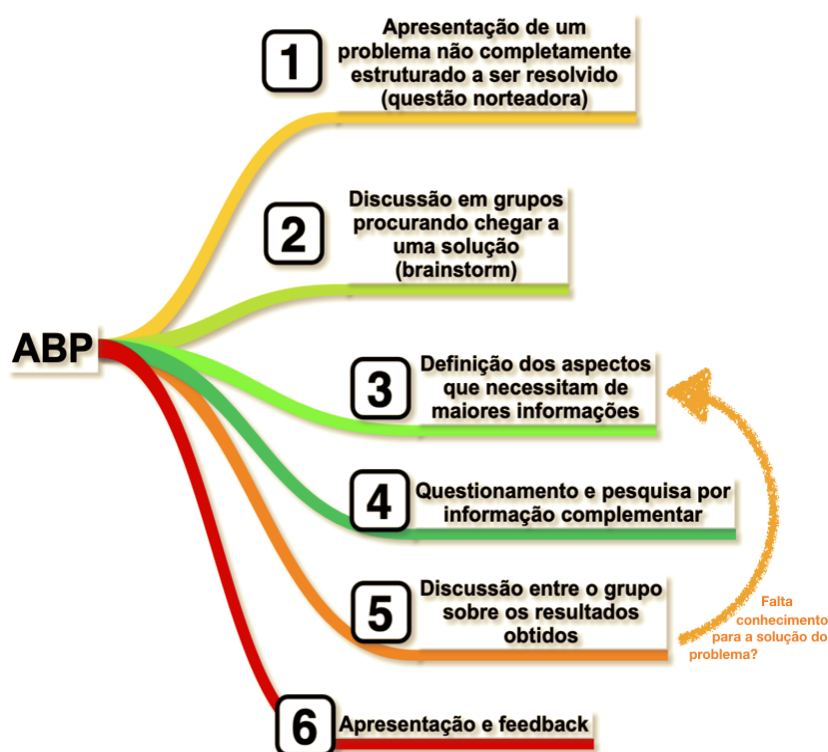 1
Apresentação de um
problema não completamente
estruturado a ser resolvido
(questão norteadora)
2
Discussão em grupos
procurando chegar a
uma solução
(brainstorm)
ABP
3
Definição dos aspectos
que necessitam de
maiores informações
4
Questionamento e pesquisa por
informação complementar
5
Discussão entre o grupo
sobre os resultados
obtidos
Falta
conhecimento
para a solução do
problema?
6
Apresentação e feedback